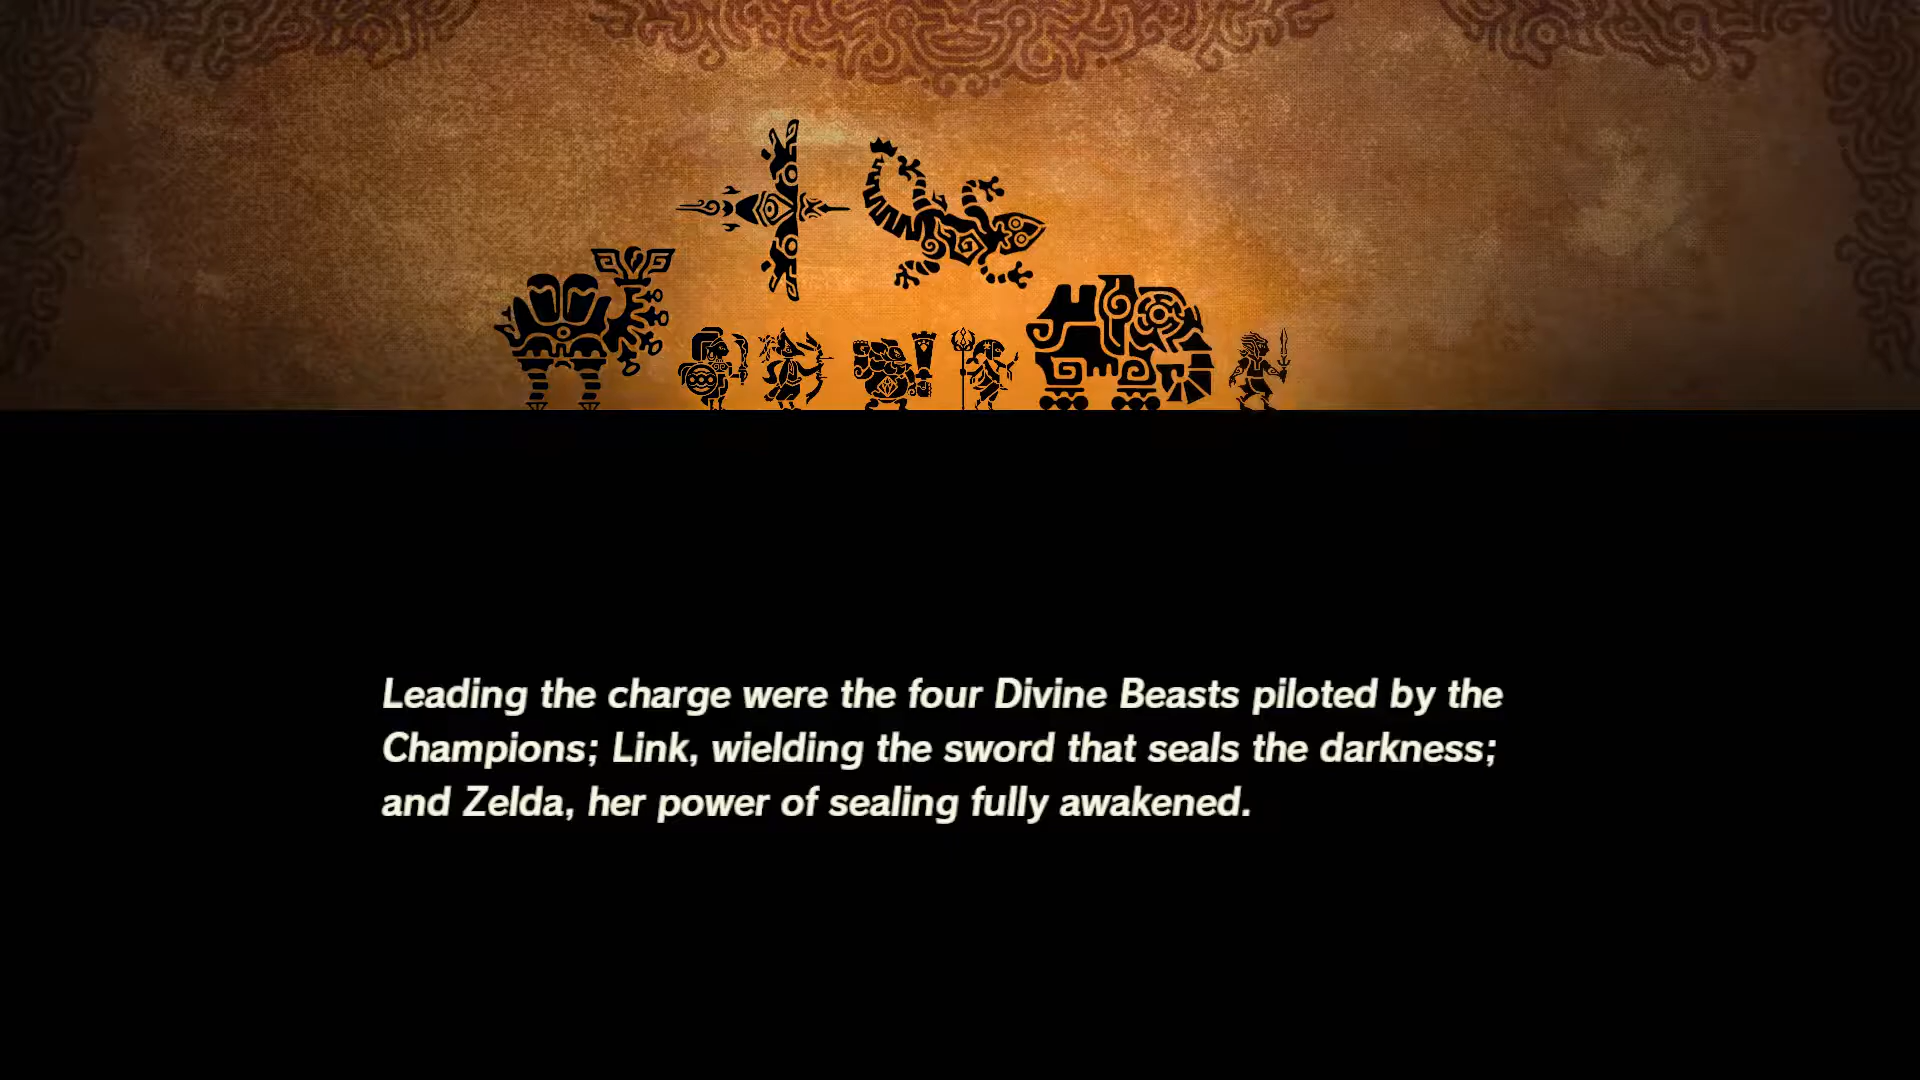 Leading the charge were the four Divine Beasts piloted by the
Champions; Link, wielding the sword that seals the darkness;
and Zelda, her power of sealing fully awakened.